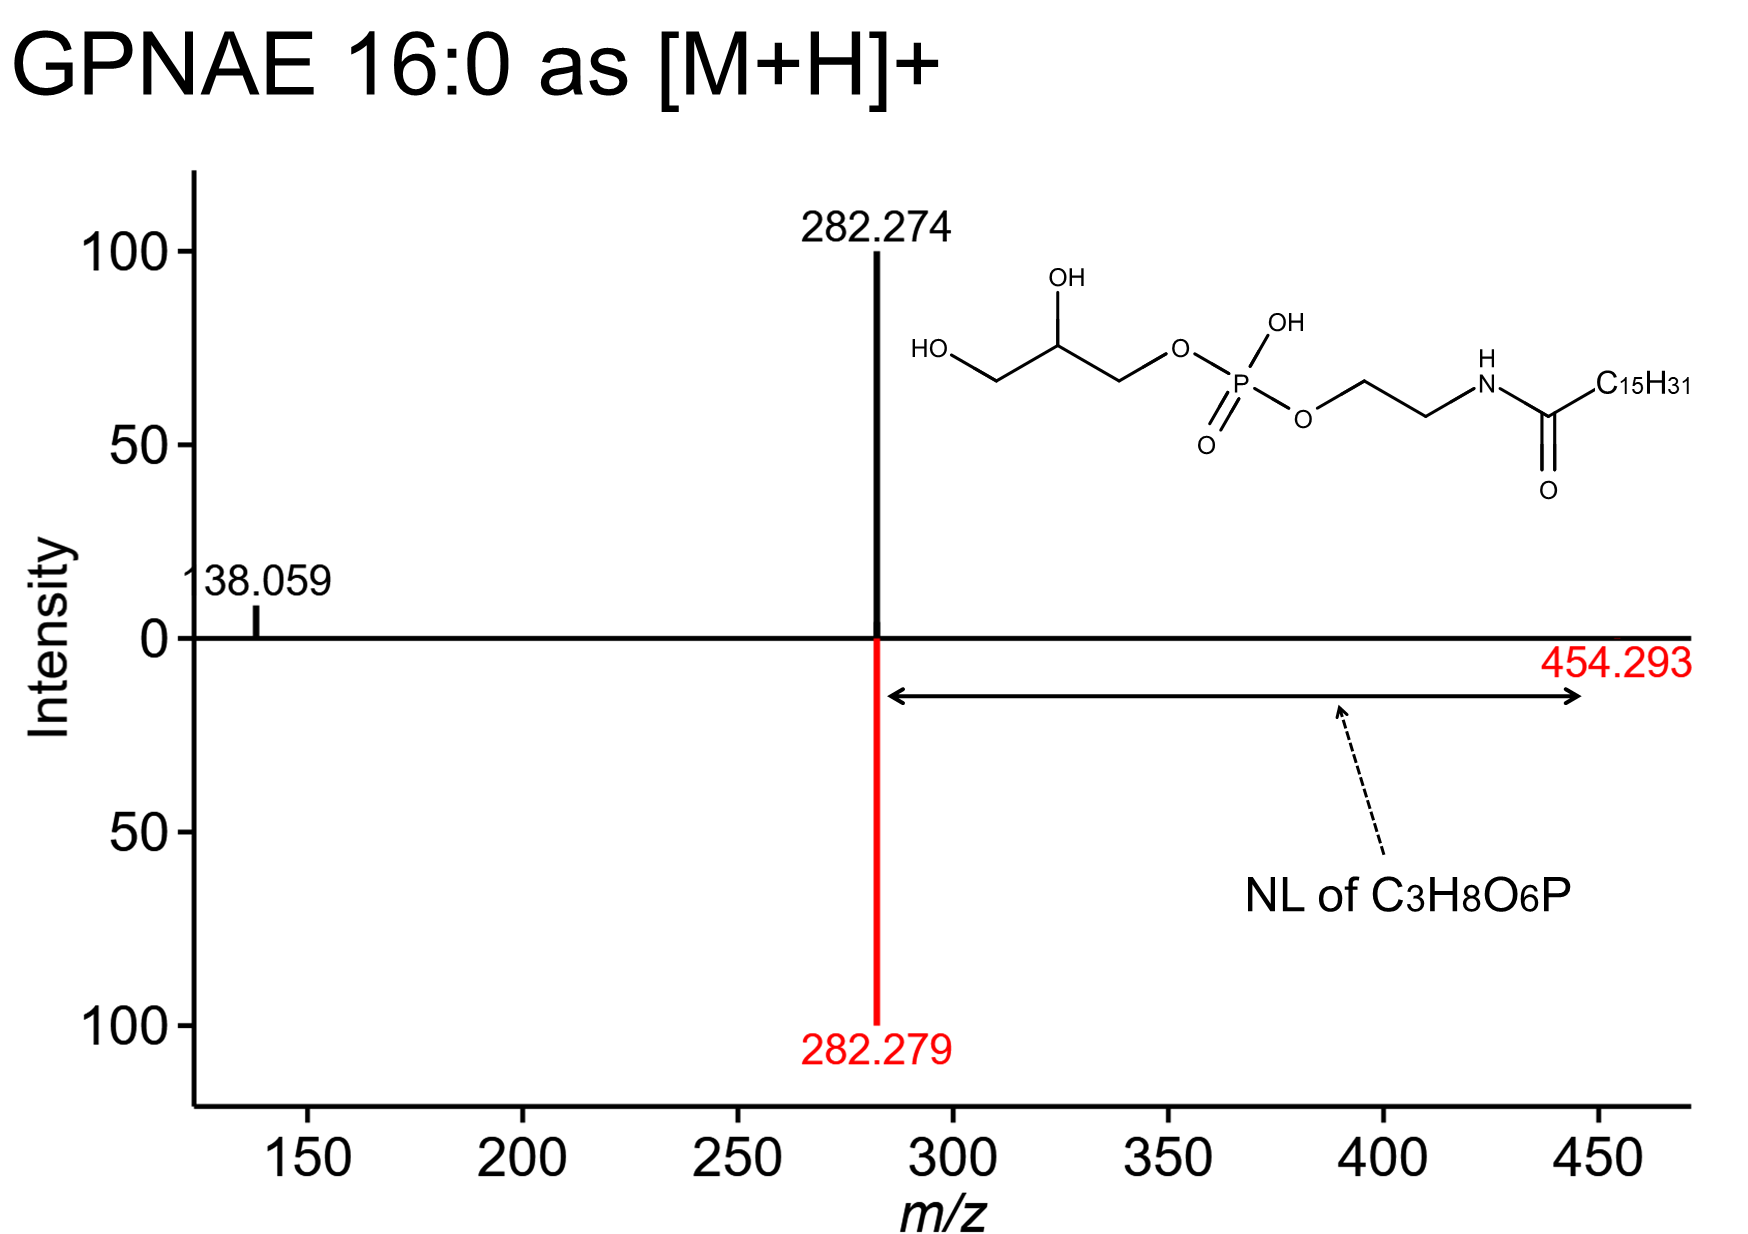 GPNAE 16:0 as [M+H]+
282.274
100
OH
OH
HO
O
H
N
P
C15H31
O
O
O
50
138.059
0
454.293
Intensity
50
NL of C3H8O6P
100
282.279
150 200 250 300 350 400 450
m/z